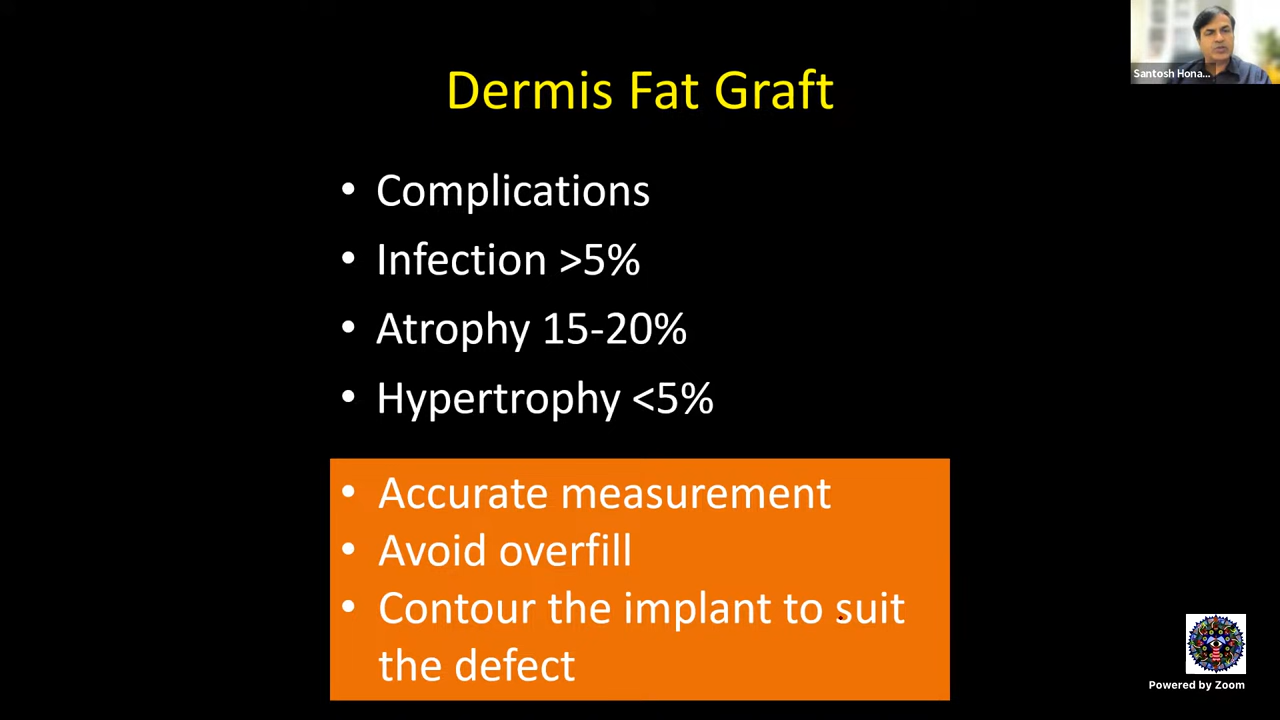 Santosh Hona...
Dermis Fat Graft
• Complications
• Infection >5%
• Atrophy 15-20%
• Hypertrophy <5%
• Accurate measurement
• Avoid overfill
• Contour the implant to suit
the defect
Powered by Zoom